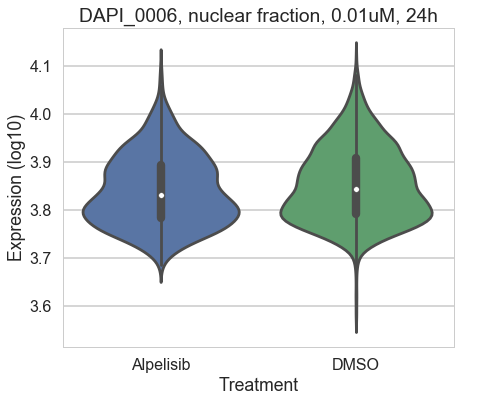 DAPI_0006, nuclear fraction, 0.01uM, 24h
4.1
4.0
3.9
3.8
3.7
3.6
Expression (log10)
Alpelisib
DMSO
Treatment